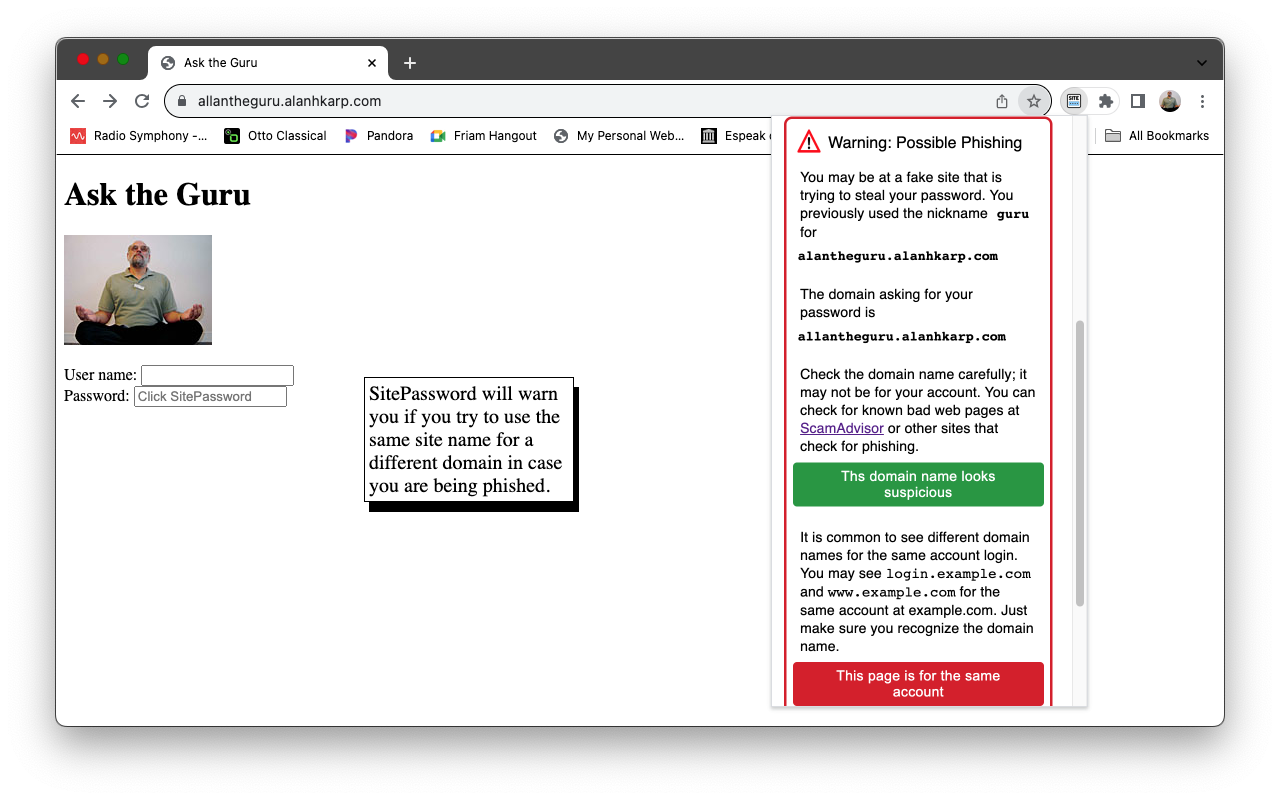 Ask the Guru
allantheguru.alanhkarp.com
SITE
Radio Symphony -... Otto Classical Pandora Friam Hangout My Personal Web... Espeak All Bookmarks
Ask the Guru
User name:
Password: Click SitePassword
SitePassword will warn
you if you try to use the
same site name for a
different domain in case
you are being phished.
Warning: Possible Phishing
You may be at a fake site that is
trying to steal your password. You
previously used the nickname guru
for
alantheguru.alanhkarp.com
The domain asking for your
password is
allantheguru.alanhkarp.com
Check the domain name carefully; it
may not be for your account. You can
check for known bad web pages at
ScamAdvisor or other sites that
check for phishing.
Ths domain name looks
suspicious
It is common to see different domain
names for the same account login.
You may see login.example.com
and www.example.com for the
same account at example.com. Just
make sure you recognize the domain
name.
This page is for the same
account